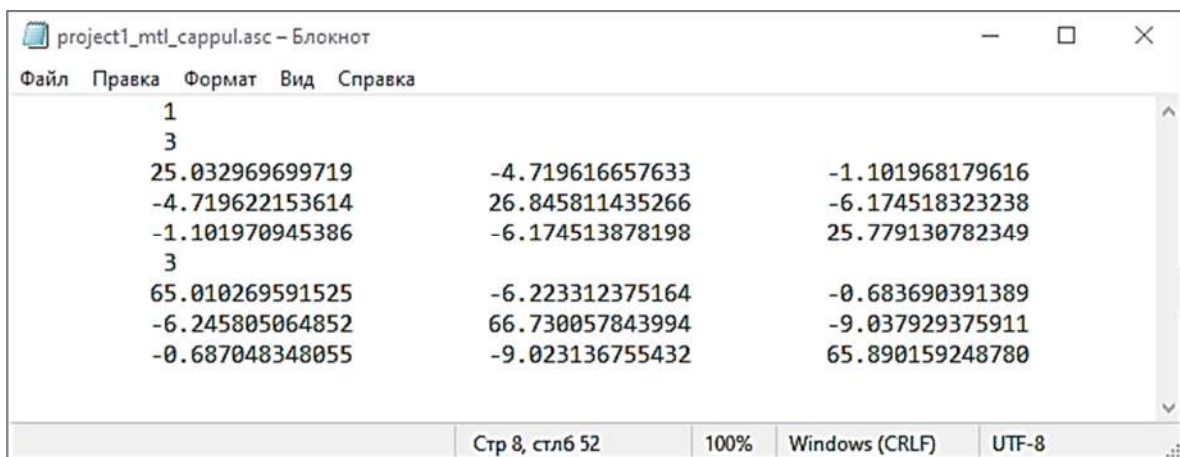 project1_mtl_cappul.asc – Блокнот
Файл Правка Формат Вид Справка
1
3
25.032969699719 -4.719616657633 -1.101968179616
-4.719622153614 26.845811435266 -6.174518323238
-1.101970945386 -6.174513878198 25.779130782349
3
65.010269591525 -6.223312375164 -0.683690391389
-6.245805064852 66.730057843994 -9.037929375911
-0.687048348055 -9.023136755432 65.890159248780
Стр 8, стлб 52 100% Windows (CRLF) UTF-8